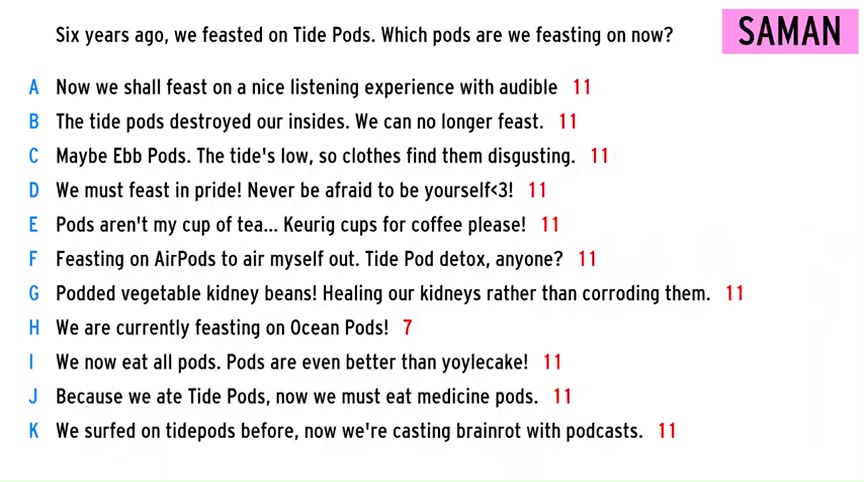 Six years ago, we feasted on Tide Pods. Which pods are we feasting on now?
SAMAN
A Now we shall feast on a nice listening experience with audible 11
B The tide pods destroyed our insides. We can no longer feast. 11
C Maybe Ebb Pods. The tide's low, so clothes find them disgusting. 11
D We must feast in pride! Never be afraid to be yourself<3! 11
E Pods aren't my cup of tea... Keurig cups for coffee please! 11
F Feasting on AirPods to air myself out. Tide Pod detox, anyone? 11
G Podded vegetable kidney beans! Healing our kidneys rather than corroding them. 11
H We are currently feasting on Ocean Pods! 7
I We now eat all pods. Pods are even better than yoylecake! 11
J Because we ate Tide Pods, now we must eat medicine pods. 11
K We surfed on tidepods before, now we're casting brainrot with podcasts. 11